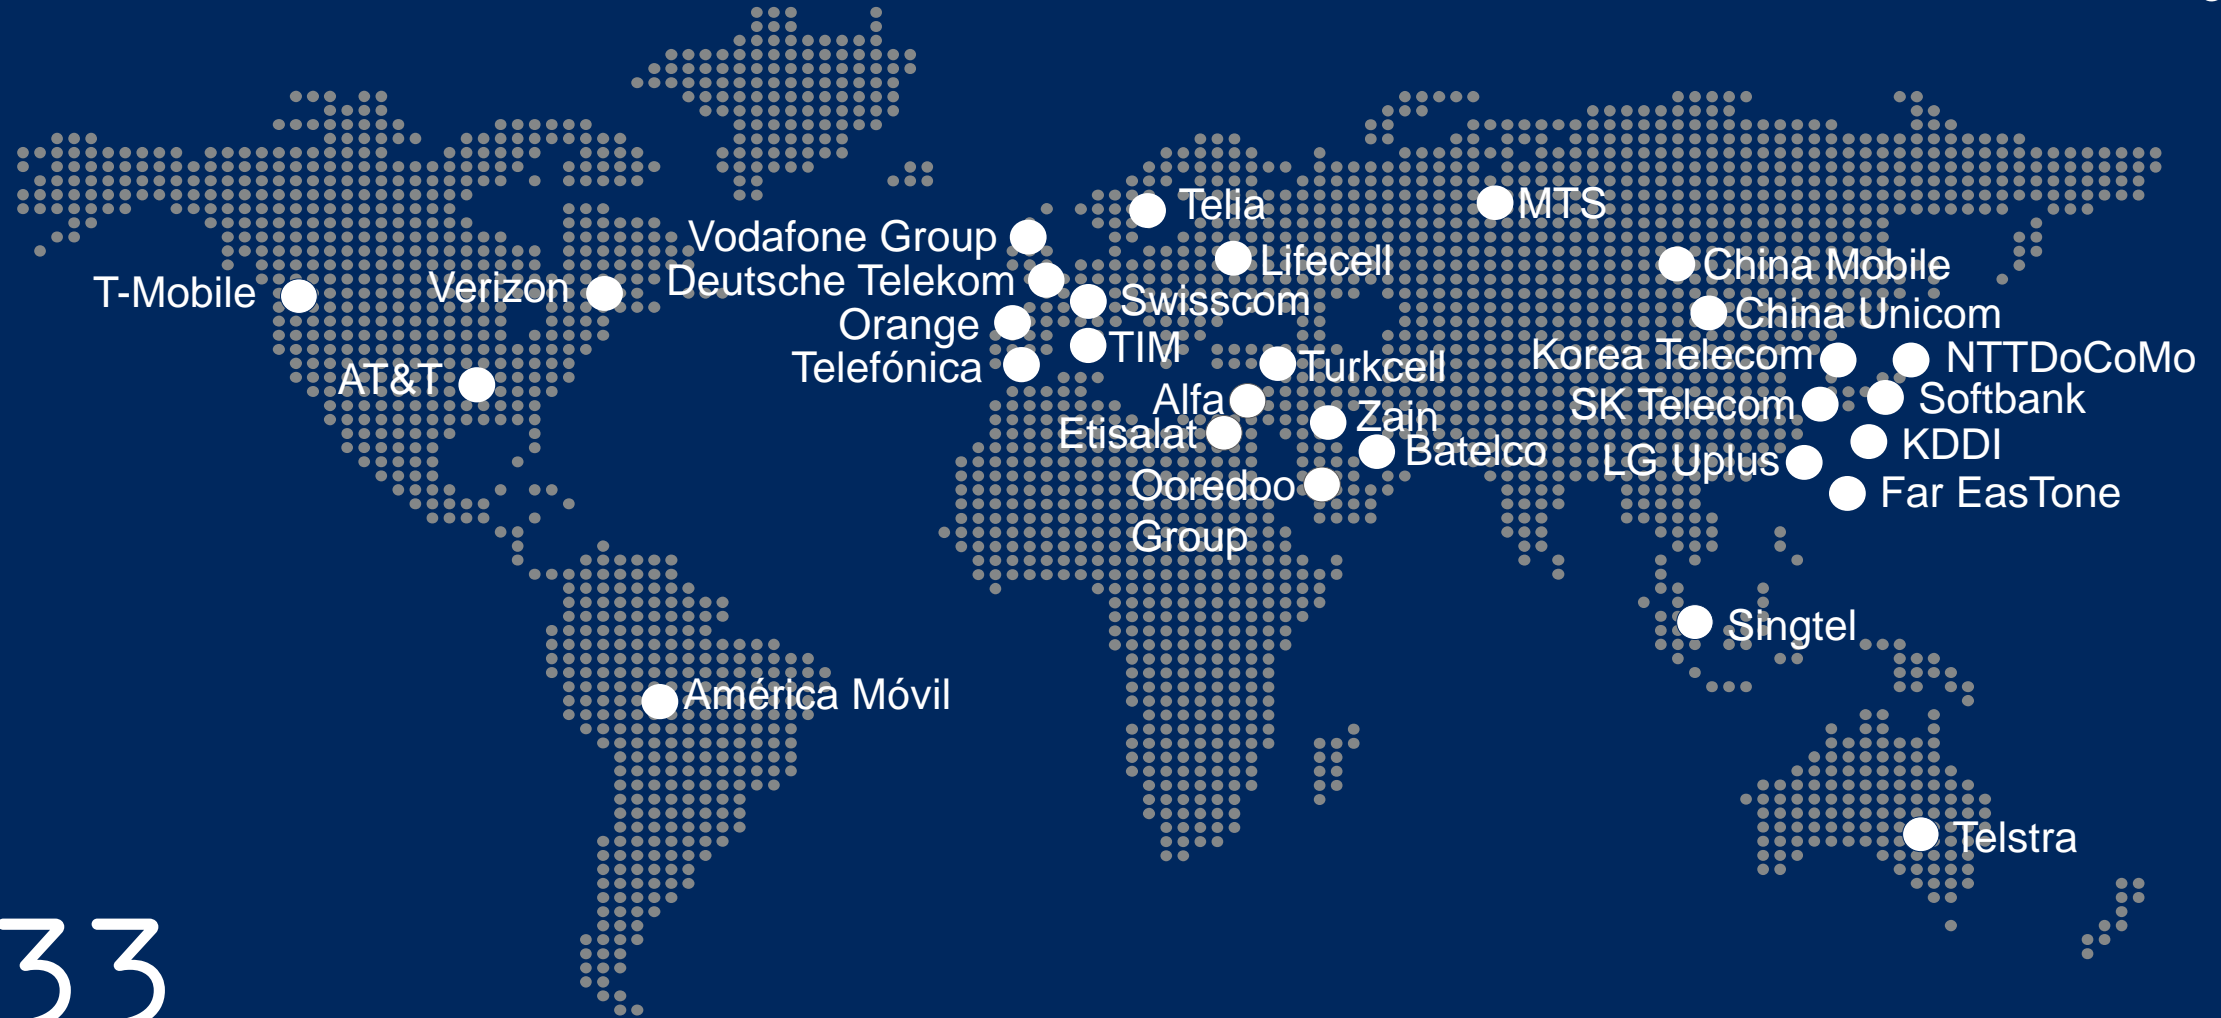 Telia
MTS
Vodafone Group
Lifecell
China Mobile
Deutsche Telekom
T-Mobile
Verizon
Swisscom
China Unicom
Orange
TIM
Korea Telecom
NTTDoCoMo
Telefónica
Turkcell
AT&T
Alfa
SK Telecom
Softbank
Zain
Etisalat
Batelco
KDDI
LG Uplus
Ooredoo
Group
Far EasTone
Singtel
América Móvil
Telstra
33